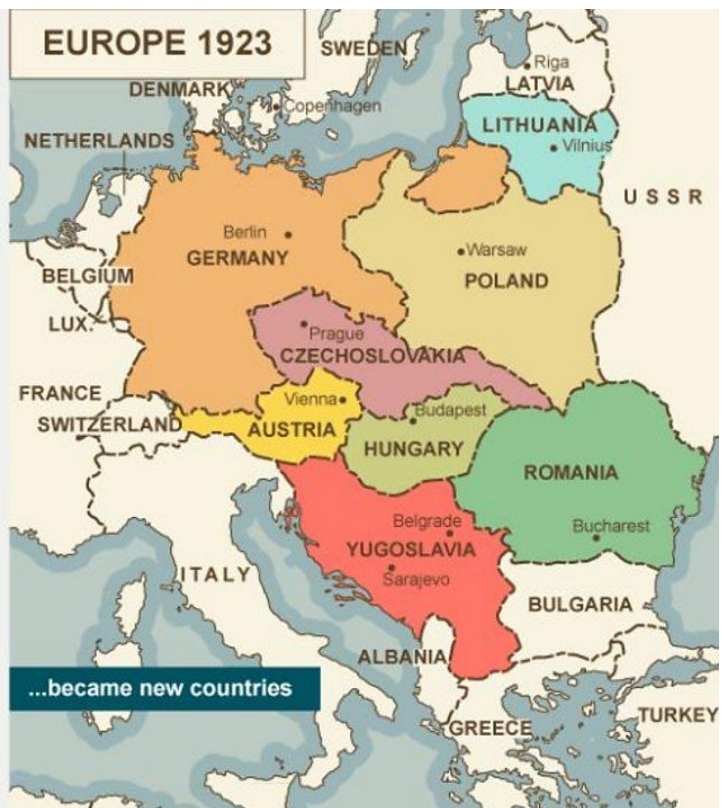 EUROPE 1923
SWEDEN
Riga
LATVIA
DENMARK
Copenhagen
LITHUANIA
Vilnius
NETHERLANDS
USSR
Berlin
GERMANY
Warsaw
POLAND
BELGIUM
LUX.
Prague
CZECHOSLOVAKIA
FRANCE
SWITZERLAND
Vienna
AUSTRIA
Budapest
HUNGARY
ROMANIA
Belgrade
YUGOSLAVIA
Bucharest
Sarajevo
ITALY
BULGARIA
ALBANIA
...became new countries
GREECE
TURKEY